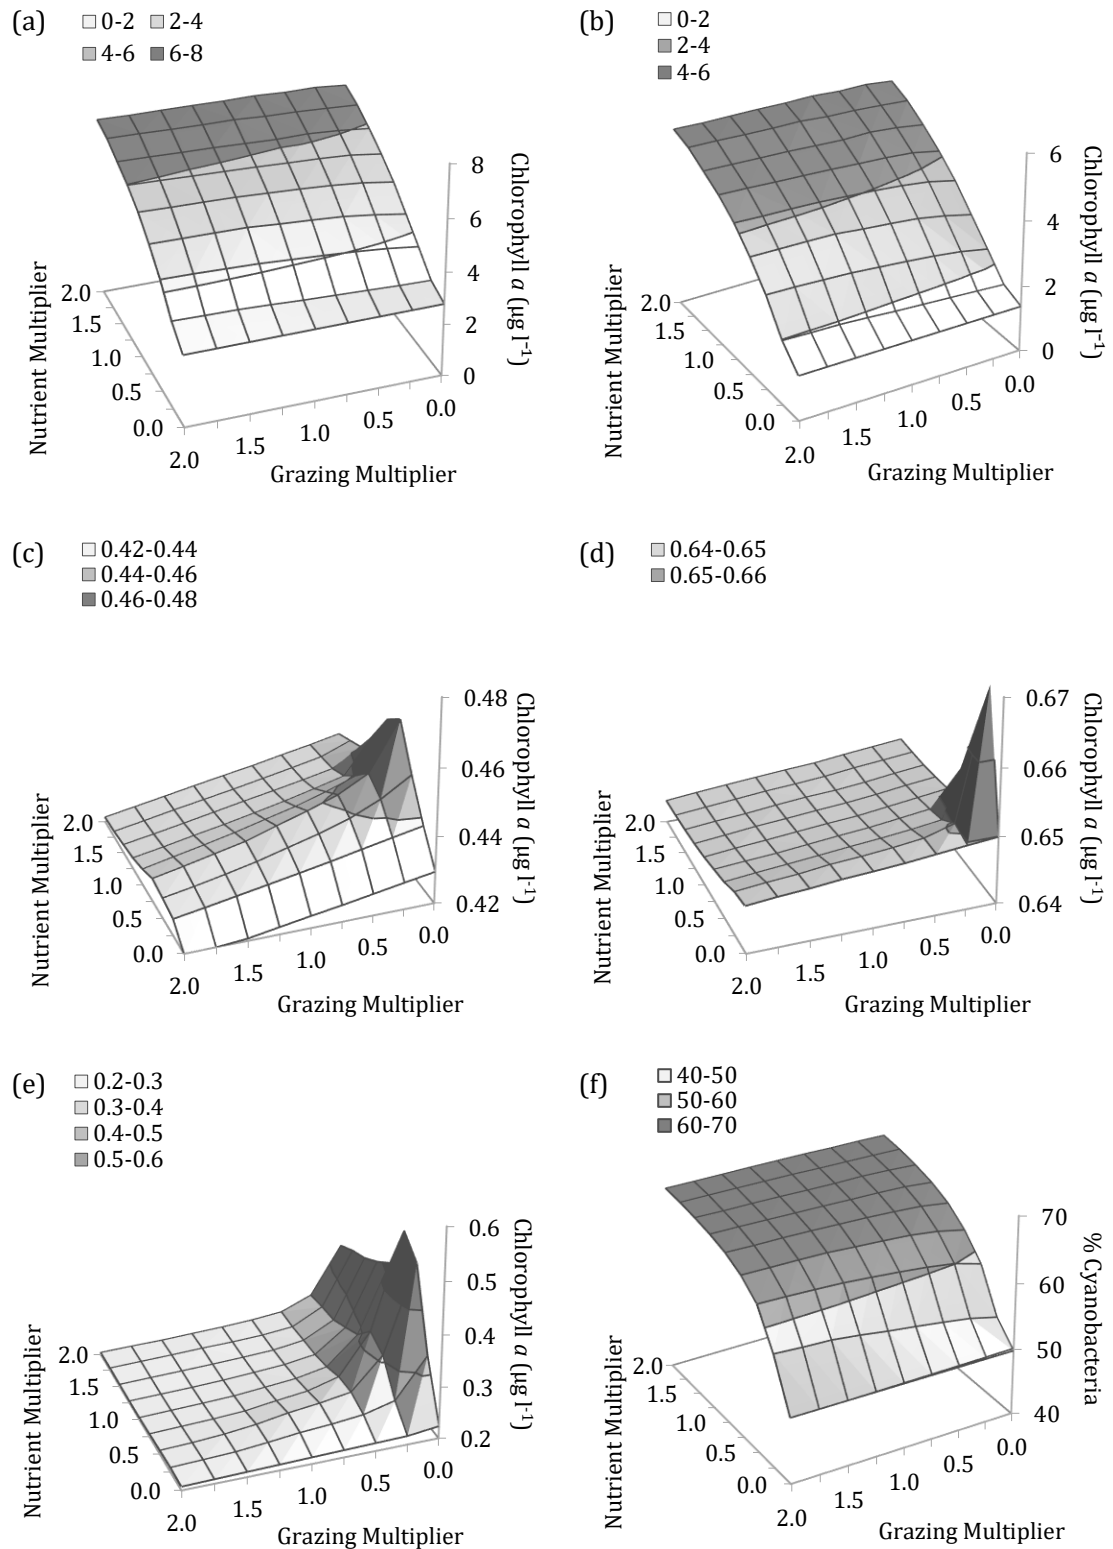 (a)
0-2 2-4
4-6 6-8
8
6
4
2
0
Chlorophyll a (µg l⁻¹)
2.0
1.5
1.0
0.5
0.0
Nutrient Multiplier
2.0 1.5 1.0 0.5 0.0
Grazing Multiplier
(b)
0-2
2-4
4-6
6
4
2
0
Chlorophyll a (µg l⁻¹)
2.0
1.5
1.0
0.5
0.0
Nutrient Multiplier
2.0 1.5 1.0 0.5 0.0
Grazing Multiplier
(c)
0.42-0.44
0.44-0.46
0.46-0.48
0.48
0.46
0.44
0.42
Chlorophyll a (µg l⁻¹)
2.0
1.5
1.0
0.5
0.0
Nutrient Multiplier
2.0 1.5 1.0 0.5 0.0
Grazing Multiplier
(d)
0.64-0.65
0.65-0.66
0.67
0.66
0.65
0.64
Chlorophyll a (µg l⁻¹)
2.0
1.5
1.0
0.5
0.0
Nutrient Multiplier
2.0 1.5 1.0 0.5 0.0
Grazing Multiplier
(e)
0.2-0.3
0.3-0.4
0.4-0.5
0.5-0.6
0.6
0.5
0.4
0.3
0.2
Chlorophyll a (µg l⁻¹)
2.0
1.5
1.0
0.5
0.0
Nutrient Multiplier
2.0 1.5 1.0 0.5 0.0
Grazing Multiplier
(f)
40-50
50-60
60-70
70
60
50
40
% Cyanobacteria
2.0
1.5
1.0
0.5
0.0
Nutrient Multiplier
2.0 1.5 1.0 0.5 0.0
Grazing Multiplier